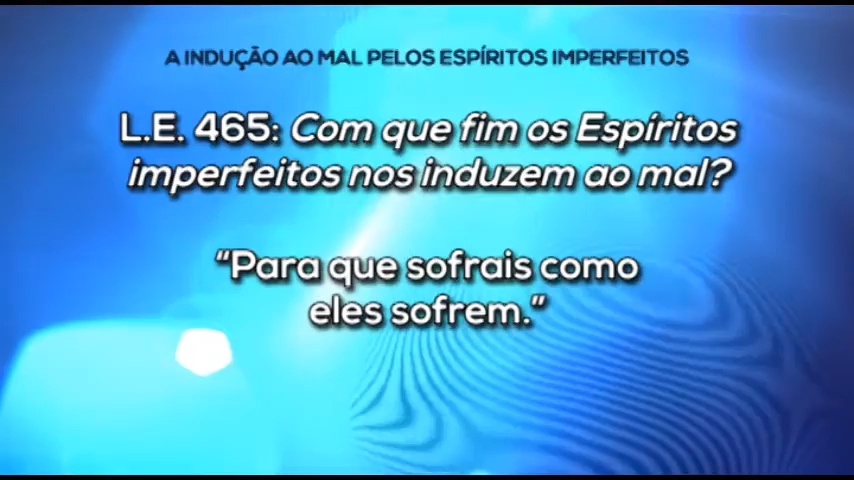 A INDUÇÃO AO MAL PELOS ESPÍRITOS IMPERFEITOS
L.E. 465: Com que fim os Espíritos
imperfeitos nos induzem ao mal?
“Para que sofrais como
eles sofrem.”